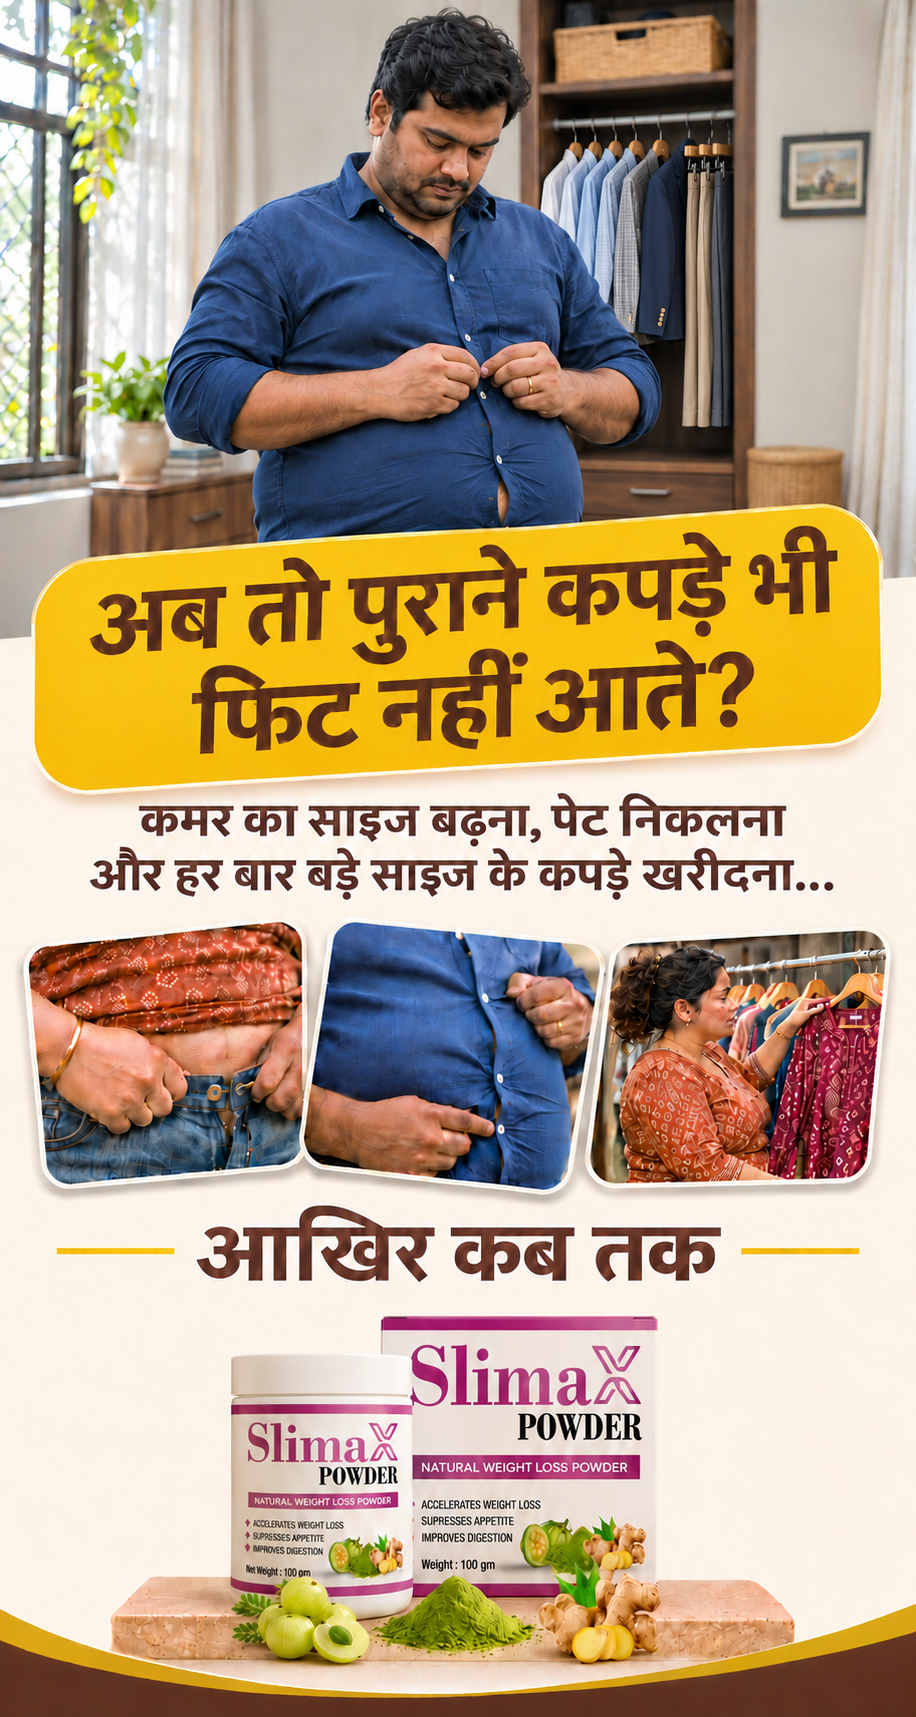 अब तो पुराने कपड़े भी
फिट नहीं आते?
कमर का साइज बढ़ना, पेट निकलना
और हर बार बड़े साइज के कपड़े खरीदना...
आखिर कब तक
SlimaX
POWDER
NATURAL WEIGHT LOSS POWDER
ACCELERATES WEIGHT LOSS
SUPRESSES APPETITE
IMPROVES DIGESTION
Net Weight : 100 gm
SlimaX
POWDER
NATURAL WEIGHT LOSS POWDER
ACCELERATES WEIGHT LOSS
SUPRESSES APPETITE
IMPROVES DIGESTION
Weight : 100 gm